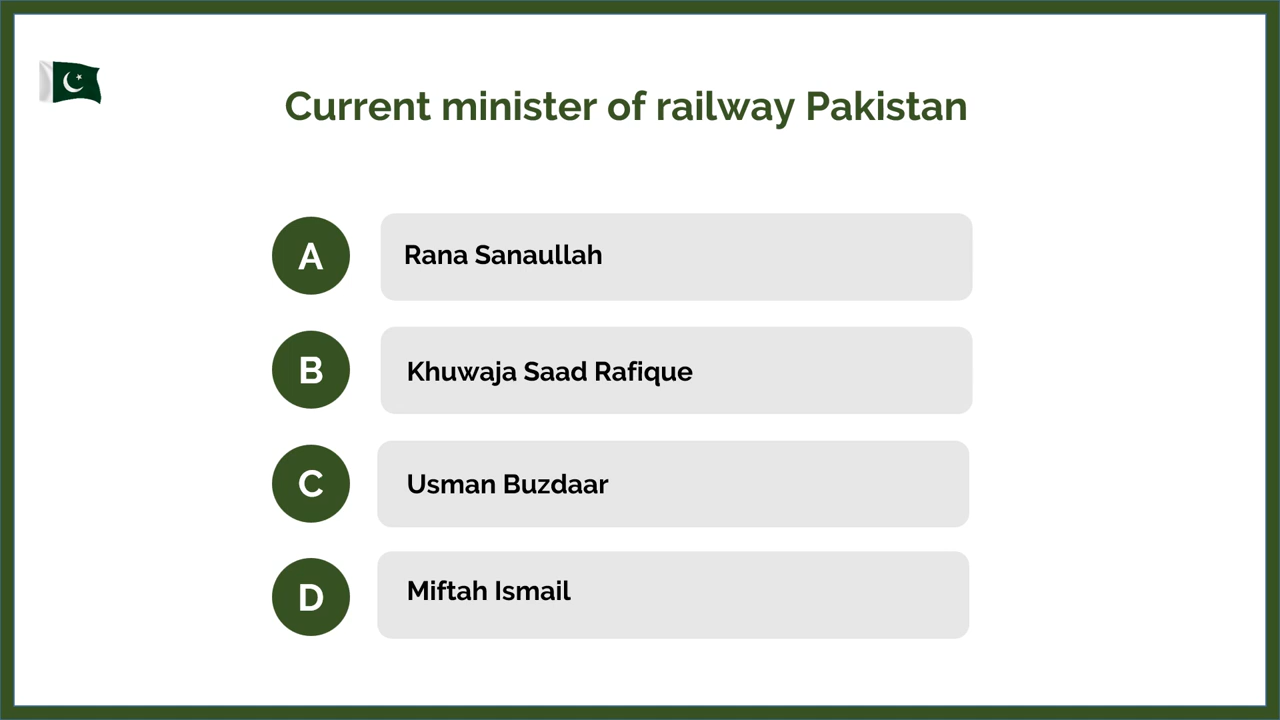 Current minister of railway Pakistan
A
Rana Sanaullah
B
Khuwaja Saad Rafique
C
Usman Buzdaar
D
Miftah Ismail